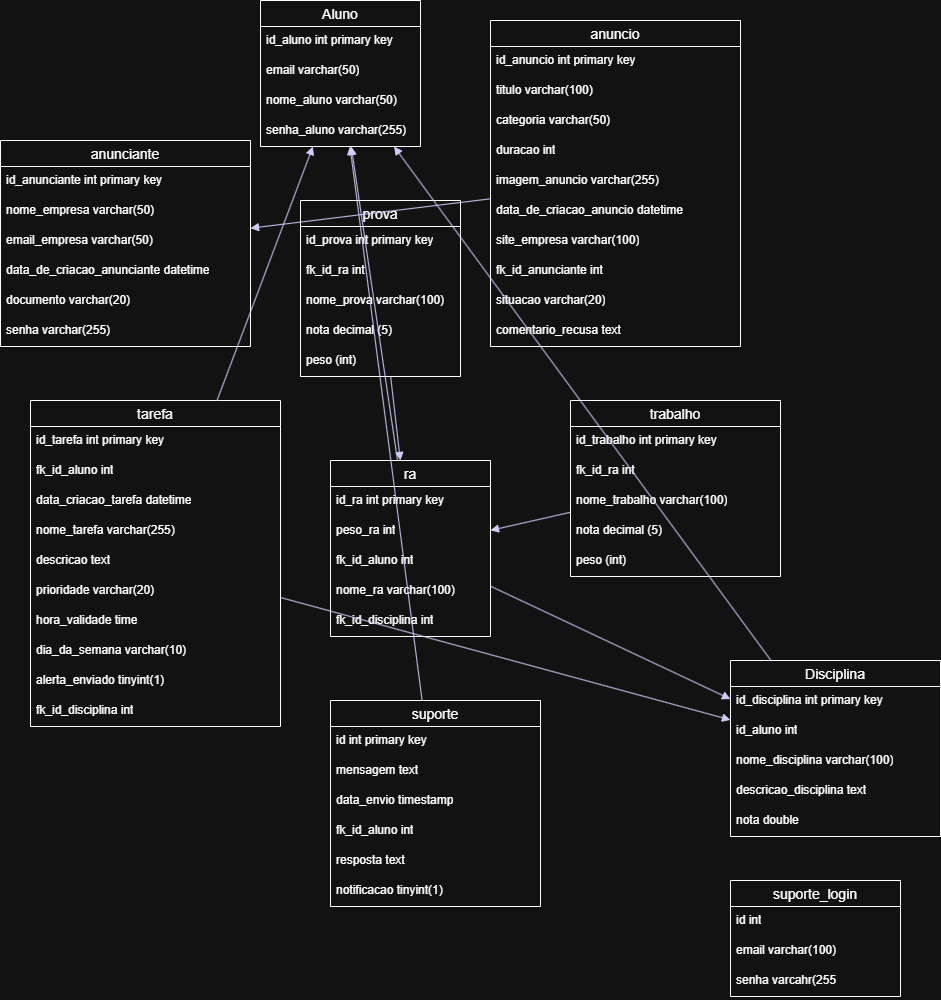 Aluno
id_aluno int primary key
email varchar(50)
nome_aluno varchar(50)
senha_aluno varchar(255)
anuncio
id_anuncio int primary key
titulo varchar(100)
categoria varchar(50)
duracao int
imagem_anuncio varchar(255)
data_de_criacao_anuncio datetime
site_empresa varchar(100)
fk_id_anunciante int
situacao varchar(20)
comentario_recusa text
anunciante
id_anunciante int primary key
nome_empresa varchar(50)
email_empresa varchar(50)
data_de_criacao_anunciante datetime
documento varchar(20)
senha varchar(255)
prova
id_prova int primary key
fk_id_ra int
nome_prova varchar(100)
nota decimal (5)
peso (int)
tarefa
id_tarefa int primary key
fk_id_aluno int
data_criacao_tarefa datetime
nome_tarefa varchar(255)
descricao text
prioridade varchar(20)
hora_validade time
dia_da_semana varchar(10)
alerta_enviado tinyint(1)
fk_id_disciplina int
ra
id_ra int primary key
peso_ra int
fk_id_aluno int
nome_ra varchar(100)
fk_id_disciplina int
trabalho
id_trabalho int primary key
fk_id_ra int
nome_trabalho varchar(100)
nota decimal (5)
peso (int)
suporte
id int primary key
mensagem text
data_envio timestamp
fk_id_aluno int
resposta text
notificacao tinyint(1)
Disciplina
id_disciplina int primary key
id_aluno int
nome_disciplina varchar(100)
descricao_disciplina text
nota double
suporte_login
id int
email varchar(100)
senha varcahr(255